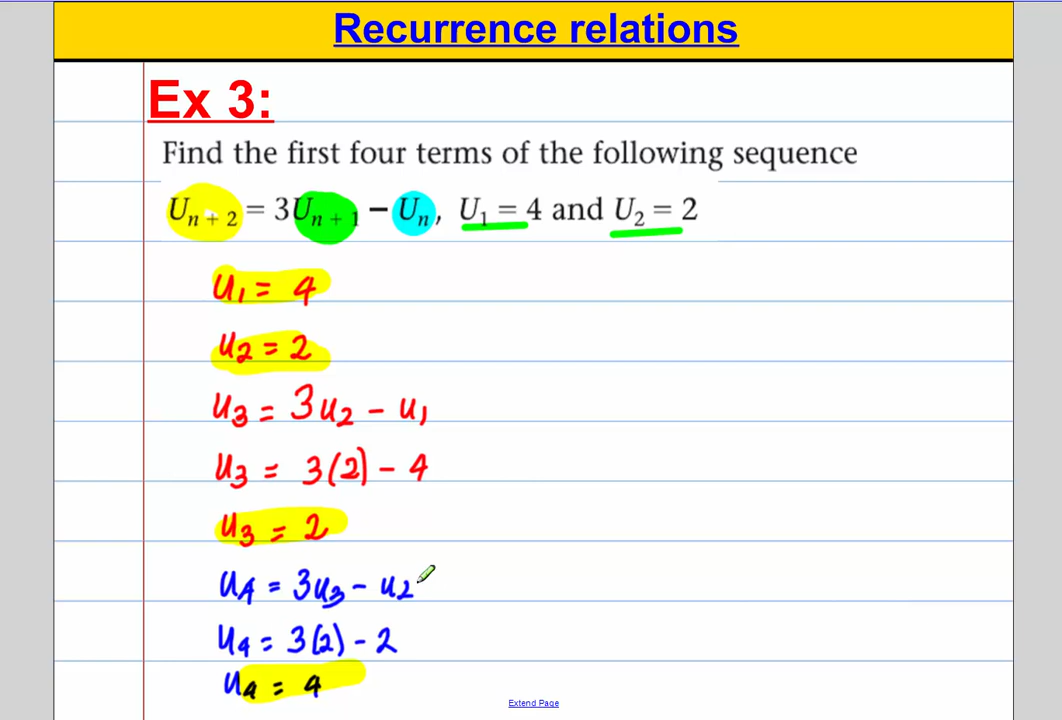 Recurrence relations
Ex 3:
Find the first four terms of the following sequence
Uₙ ₊ ₂ = 3Uₙ ₊ ₁ − Uₙ, U₁ = 4 and U₂ = 2
u₁ = 4
u₂ = 2
u₃ = 3u₂ - u₁
u₃ = 3(2) - 4
u₃ = 2
u₄ = 3u₃ - u₂
u₄ = 3(2) - 2
u₄ = 4
Extend Page